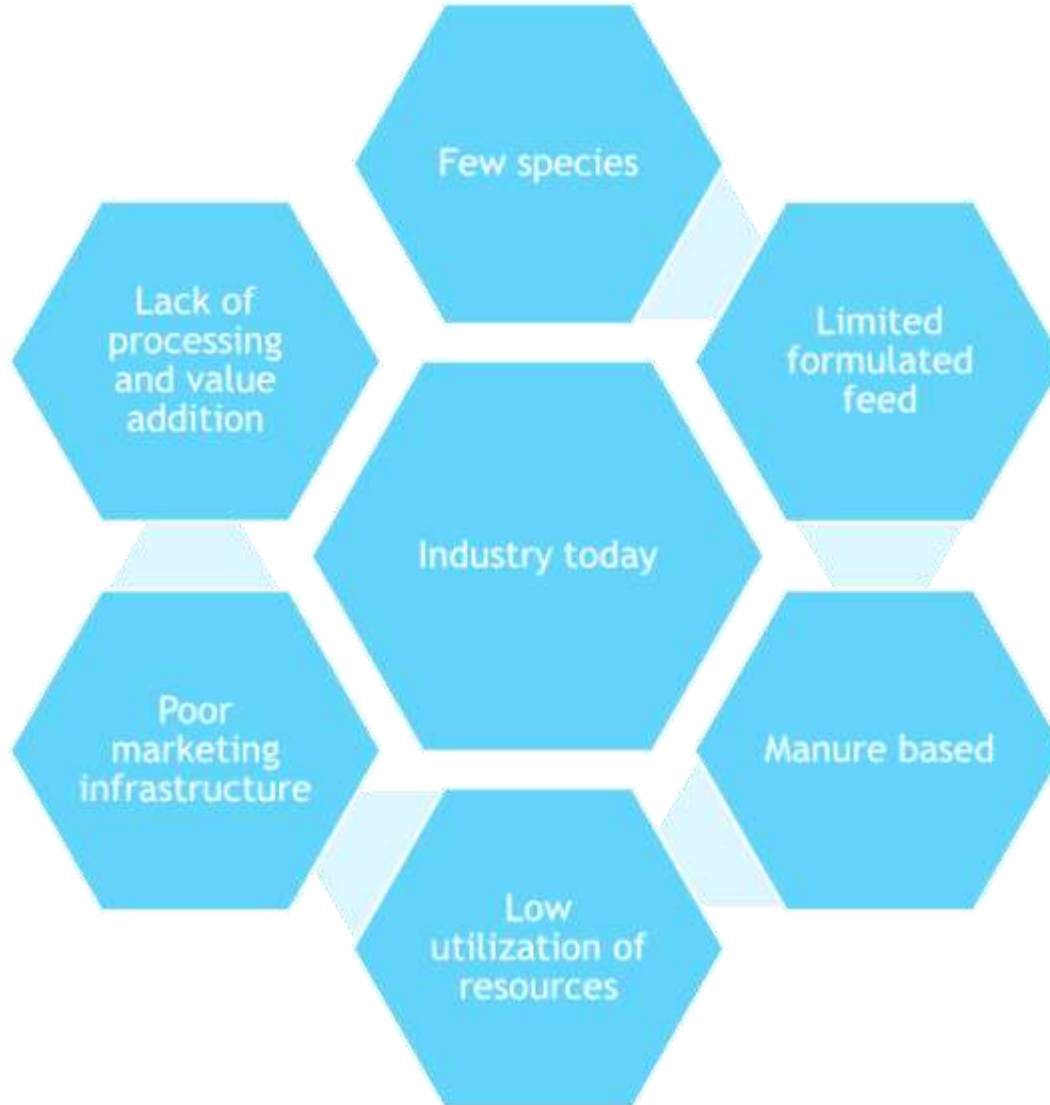 Few species
Limited
formulated
feed
Manure based
Low
utilization of
resources
Poor
marketing
infrastructure
Lack of
processing
and value
addition
Industry today